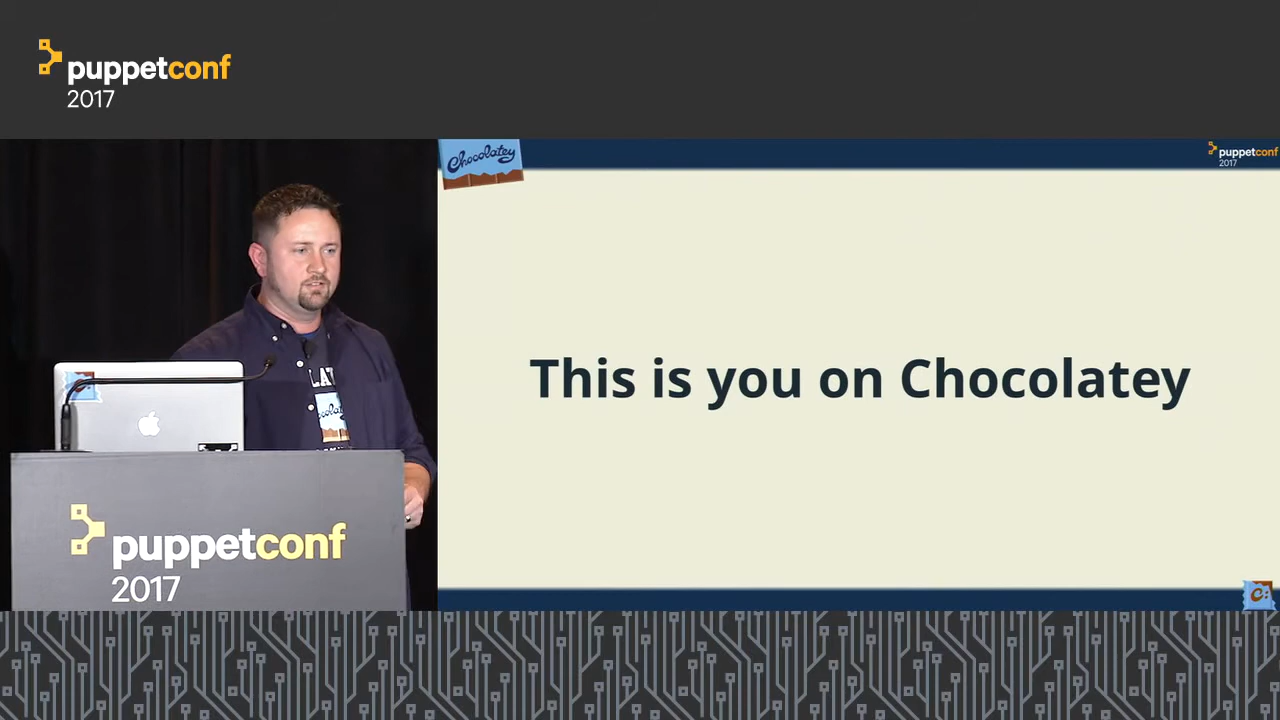 puppetconf
2017
Chocolatey
puppetconf
2017
This is you on Chocolatey
puppetconf
2017